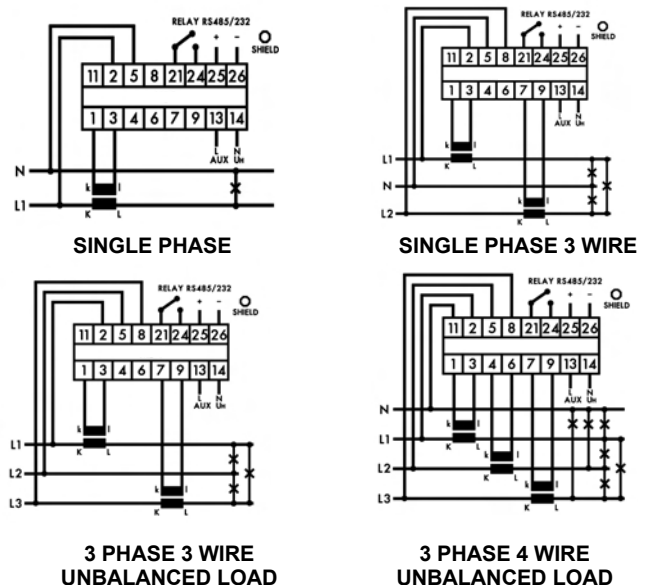 RELAY RS485/232
+ −
SHIELD
11 2 5 8 21 24 25 26
1 3 4 6 7 9 13 14
L N
AUX UH
N
k l
L1
K L
SINGLE PHASE
RELAY RS485/232
+ −
SHIELD
11 2 5 8 21 24 25 26
1 3 4 6 7 9 13 14
L N
AUX UH
k l
L1
K L
N
k l
L2
K L
SINGLE PHASE 3 WIRE
RELAY RS485/232
+ −
SHIELD
11 2 5 8 21 24 25 26
1 3 4 6 7 9 13 14
L N
AUX UH
k l
L1
K L
L2
k l
L3
K L
3 PHASE 3 WIRE
UNBALANCED LOAD
RELAY RS485/232
+ −
SHIELD
11 2 5 8 21 24 25 26
1 3 4 6 7 9 13 14
L N
AUX UH
N
k l
L1
K L
k l
L2
K L
k l
L3
K L
3 PHASE 4 WIRE
UNBALANCED LOAD